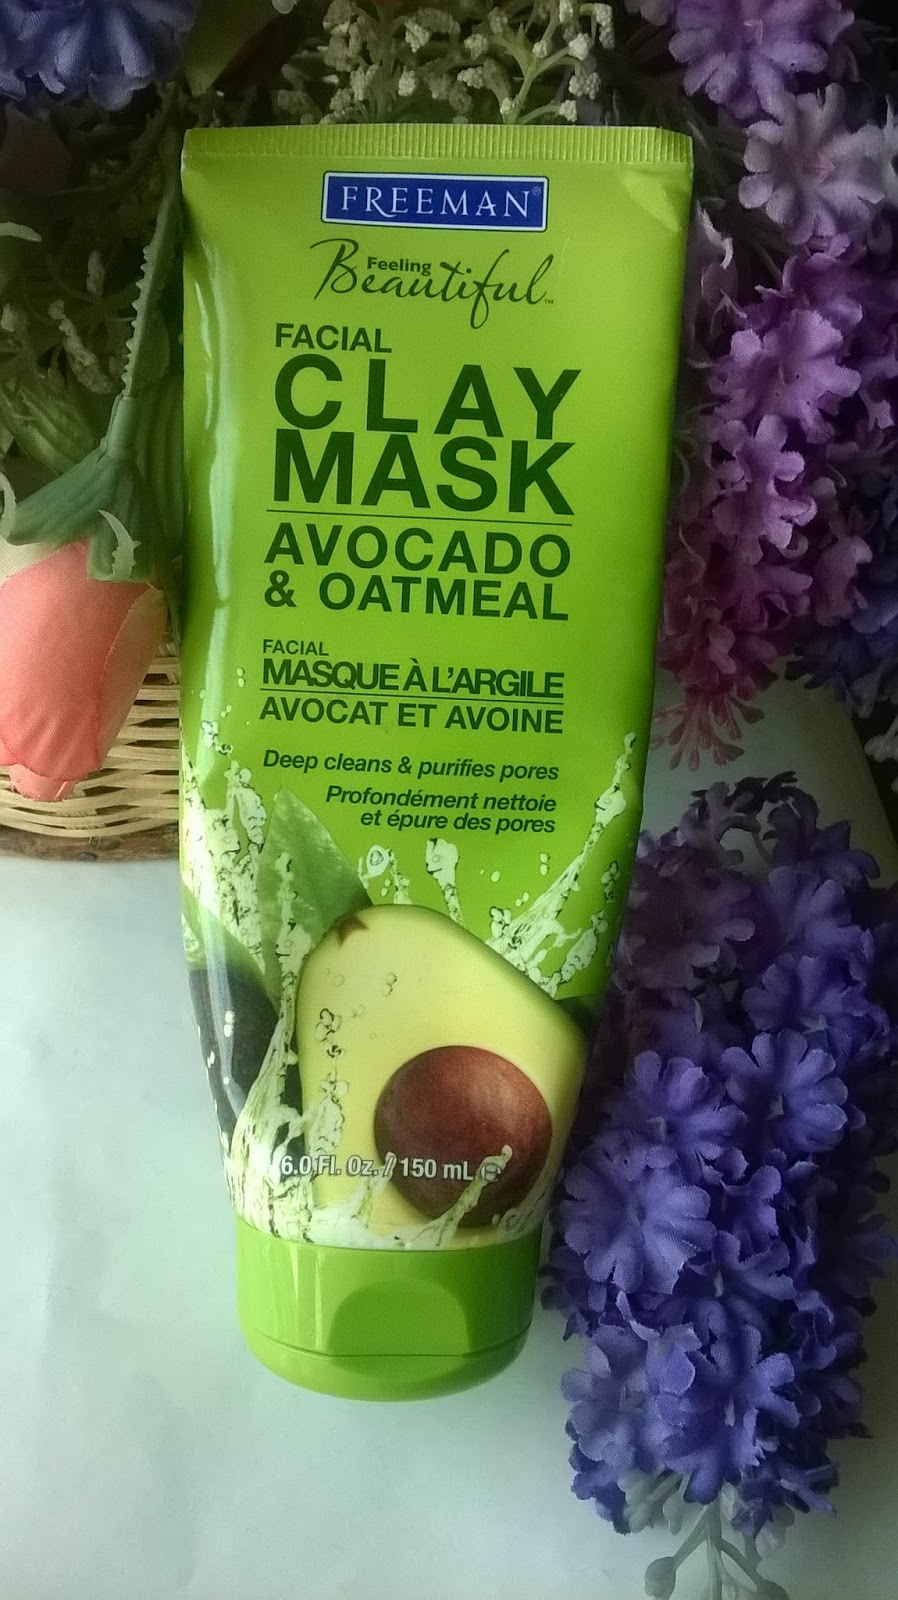 FREEMAN®
Feeling
Beautiful™
FACIAL
CLAY
MASK
AVOCADO
& OATMEAL
FACIAL
MASQUE À L'ARGILE
AVOCAT ET AVOINE
Deep cleans & purifies pores
Profondément nettoie
et épure des pores
6.0 Fl. Oz. / 150 mL ℮